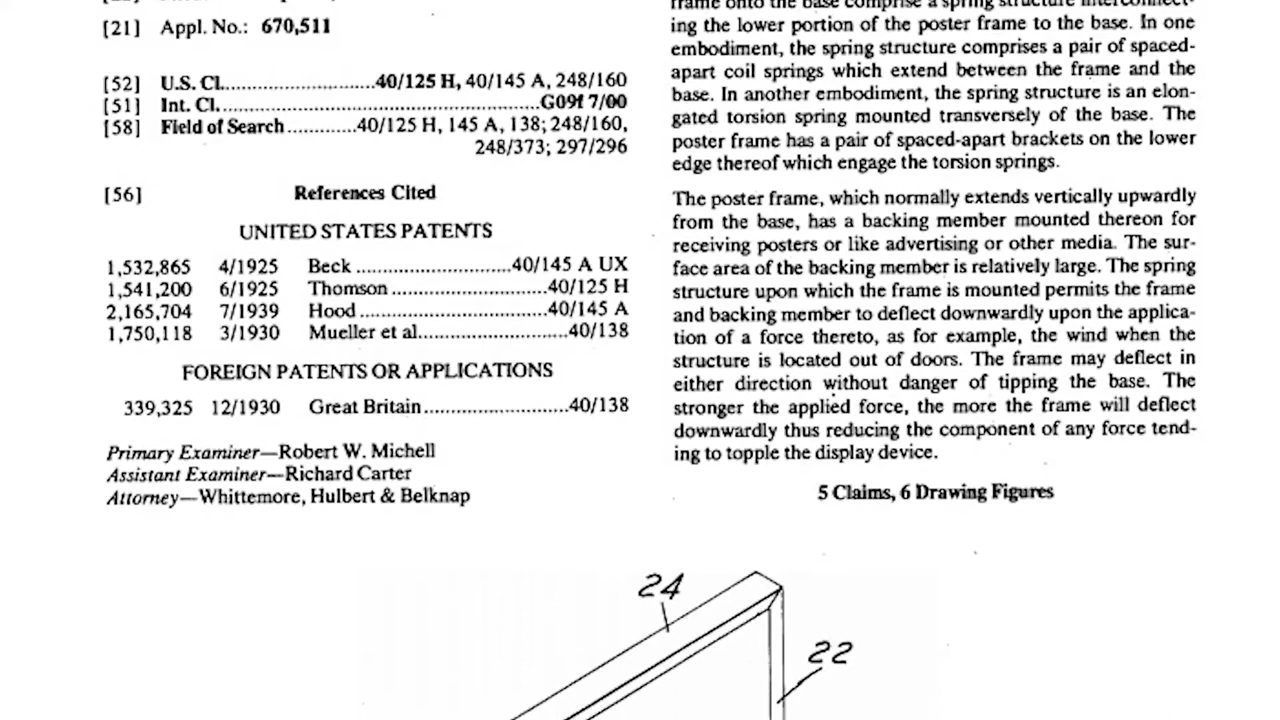 [21] Appl. No.: 670,511
[52] U.S. Cl..........................40/125 H, 40/145 A, 248/160
[51] Int. Cl.......................................................G09f 7/00
[58] Field of Search............40/125 H, 145 A, 138; 248/160,
248/373; 297/296
[56] References Cited
UNITED STATES PATENTS
1,532,865 4/1925 Beck ...........................40/145 A UX
1,541,200 6/1925 Thomson ...........................40/125 H
2,165,704 7/1939 Hood .................................40/145 A
1,750,118 3/1930 Mueller et al..........................40/138
FOREIGN PATENTS OR APPLICATIONS
339,325 12/1930 Great Britain.........................40/138
Primary Examiner—Robert W. Michell
Assistant Examiner—Richard Carter
Attorney—Whittemore, Hulbert & Belknap
frame onto the base comprise a spring structure interconnect-
ing the lower portion of the poster frame to the base. In one
embodiment, the spring structure comprises a pair of spaced-
apart coil springs which extend between the frame and the
base. In another embodiment, the spring structure is an elon-
gated torsion spring mounted transversely of the base. The
poster frame has a pair of spaced-apart brackets on the lower
edge thereof which engage the torsion springs.
The poster frame, which normally extends vertically upwardly
from the base, has a backing member mounted thereon for
receiving posters or like advertising or other media. The sur-
face area of the backing member is relatively large. The spring
structure upon which the frame is mounted permits the frame
and backing member to deflect downwardly upon the applica-
tion of a force thereto, as for example, the wind when the
structure is located out of doors. The frame may deflect in
either direction without danger of tipping the base. The
stronger the applied force, the more the frame will deflect
downwardly thus reducing the component of any force tend-
ing to topple the display device.
5 Claims, 6 Drawing Figures
24
22